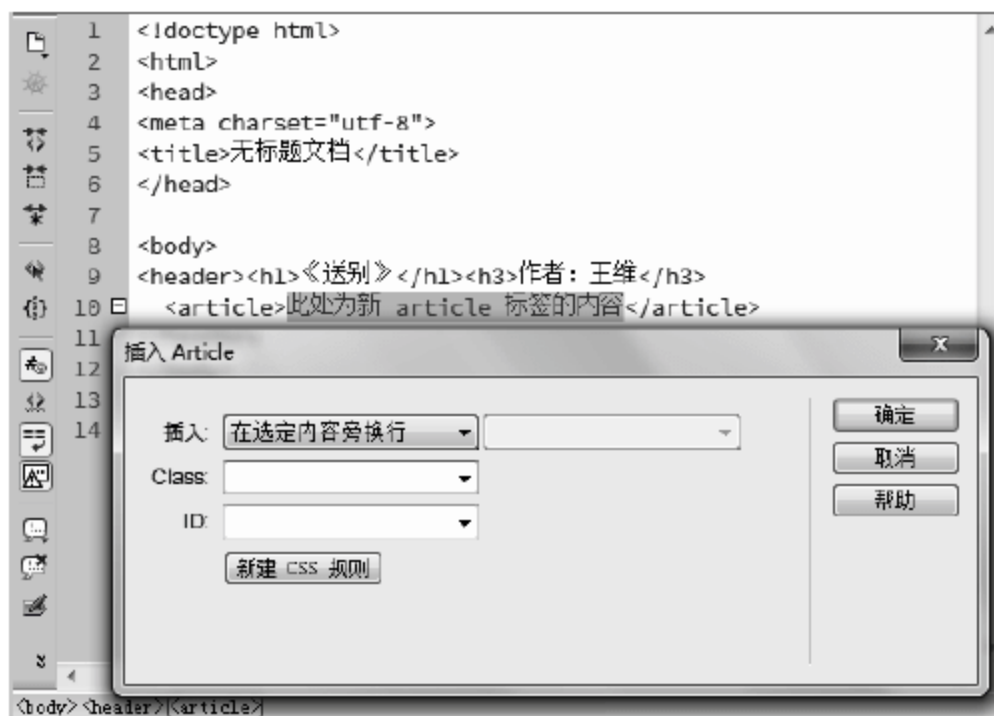 1 <!doctype html>
2 <html>
3 <head>
4 <meta charset="utf-8">
5 <title>无标题文档</title>
6 </head>
7
8 <body>
9 <header><h1>《送别》</h1><h3>作者：王维</h3>
10 <article>此处为新 article 标签的内容</article>
11
12
13
14
插入 Article
插入: 在选定内容旁换行
Class:
ID:
新建 CSS 规则
确定
取消
帮助
<body><header><article>